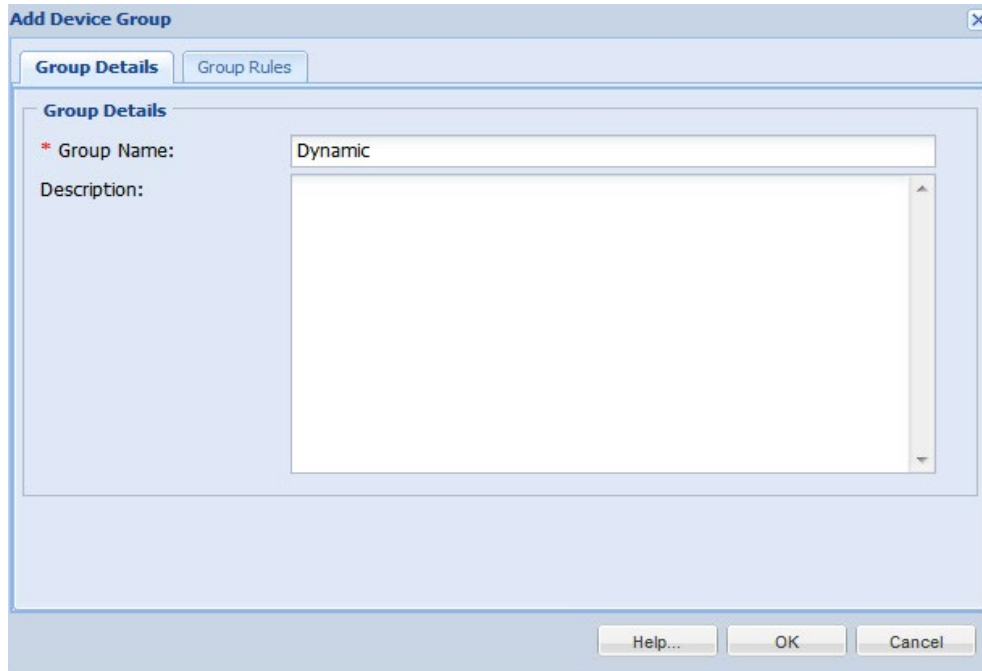 Add Device Group
Group Details Group Rules
Group Details
* Group Name: Dynamic
Description:
Help... OK Cancel